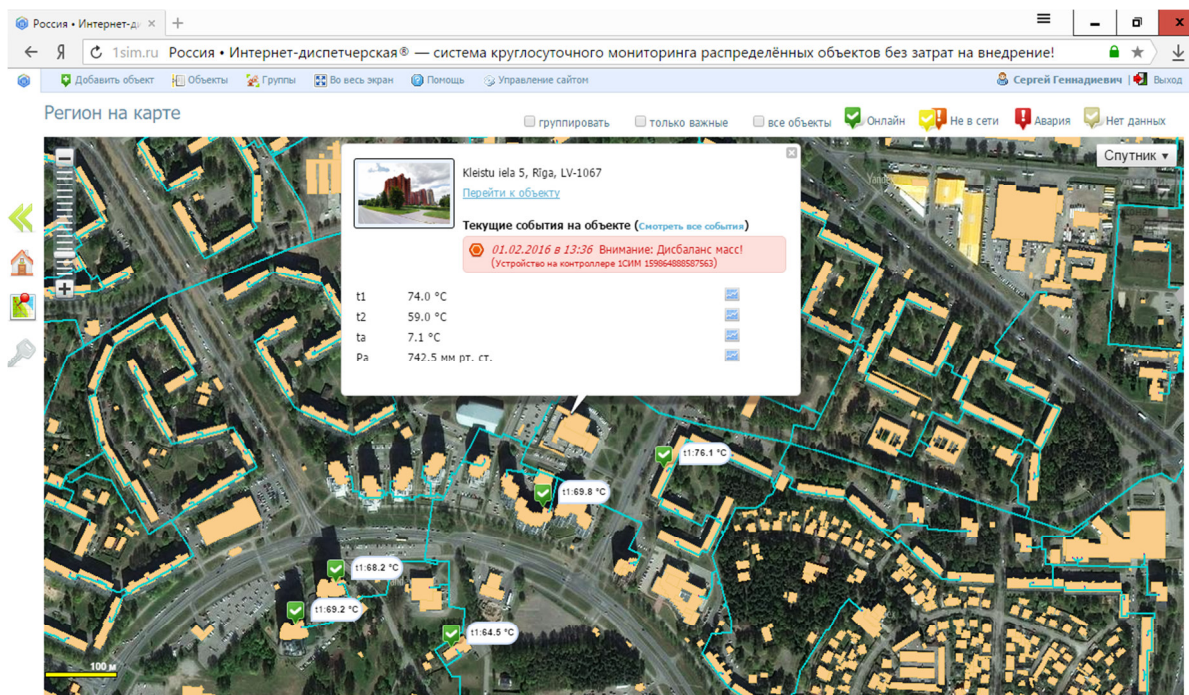 Россия • Интернет-ди
1sim.ru Россия • Интернет-диспетчерская® — система круглосуточного мониторинга распределённых объектов без затрат на внедрение!
Добавить объект Объекты Группы Во весь экран Помощь Управление сайтом Сергей Геннадиевич | Выход
Регион на карте
группировать только важные все объекты Онлайн Не в сети Авария Нет данных
Спутник
Kleistu iela 5, Rīga, LV-1067
Перейти к объекту
Текущие события на объекте (Смотреть все события)
01.02.2016 в 13:36 Внимание: Дисбаланс масс!
(Устройство на контроллере 1СИМ 159864888587563)
t1 74.0 °C
t2 59.0 °C
ta 7.1 °C
Pa 742.5 мм рт. ст.
t1:76.1 °C
t1:69.8 °C
t1:68.2 °C
t1:69.2 °C
t1:64.5 °C
100 м